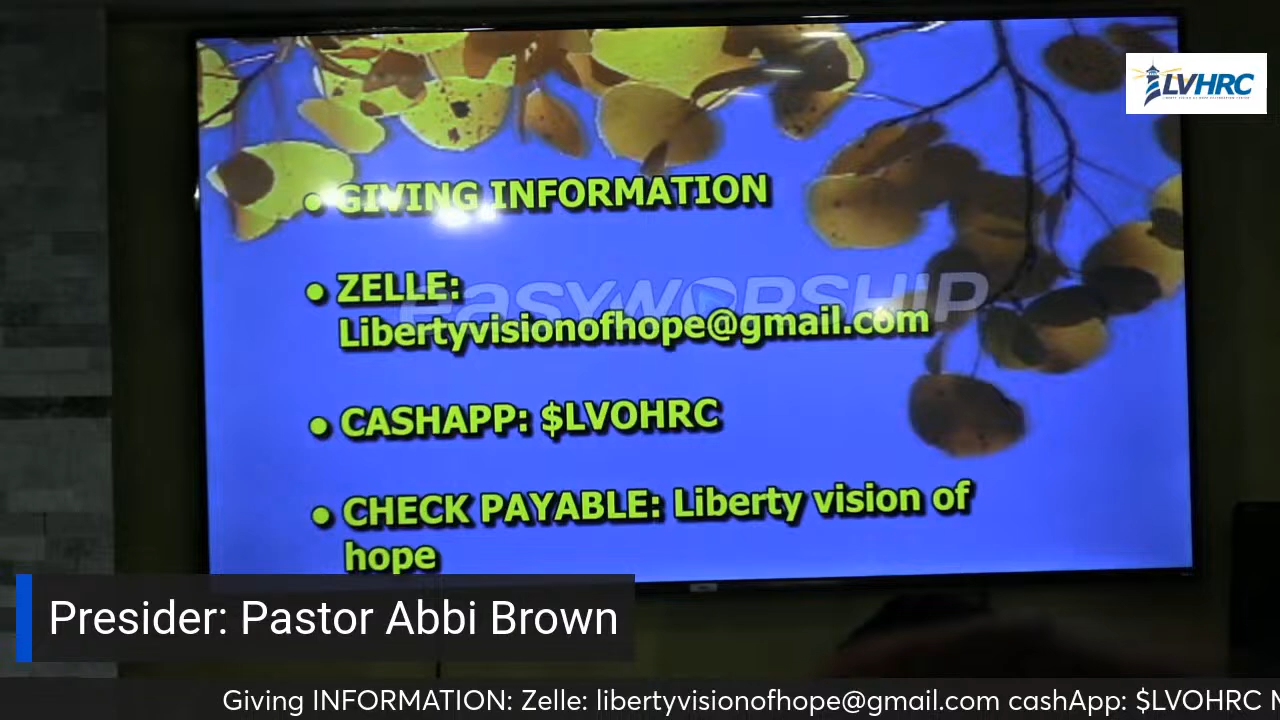 LVHRC
• GIVING INFORMATION
• ZELLE:
EASYWORSHIP
Libertyvisionofhope@gmail.com
• CASHAPP: $LVOHRC
• CHECK PAYABLE: Liberty vision of
hope
Presider: Pastor Abbi Brown
Giving INFORMATION: Zelle: libertyvisionofhope@gmail.com cashApp: $LVOHRC